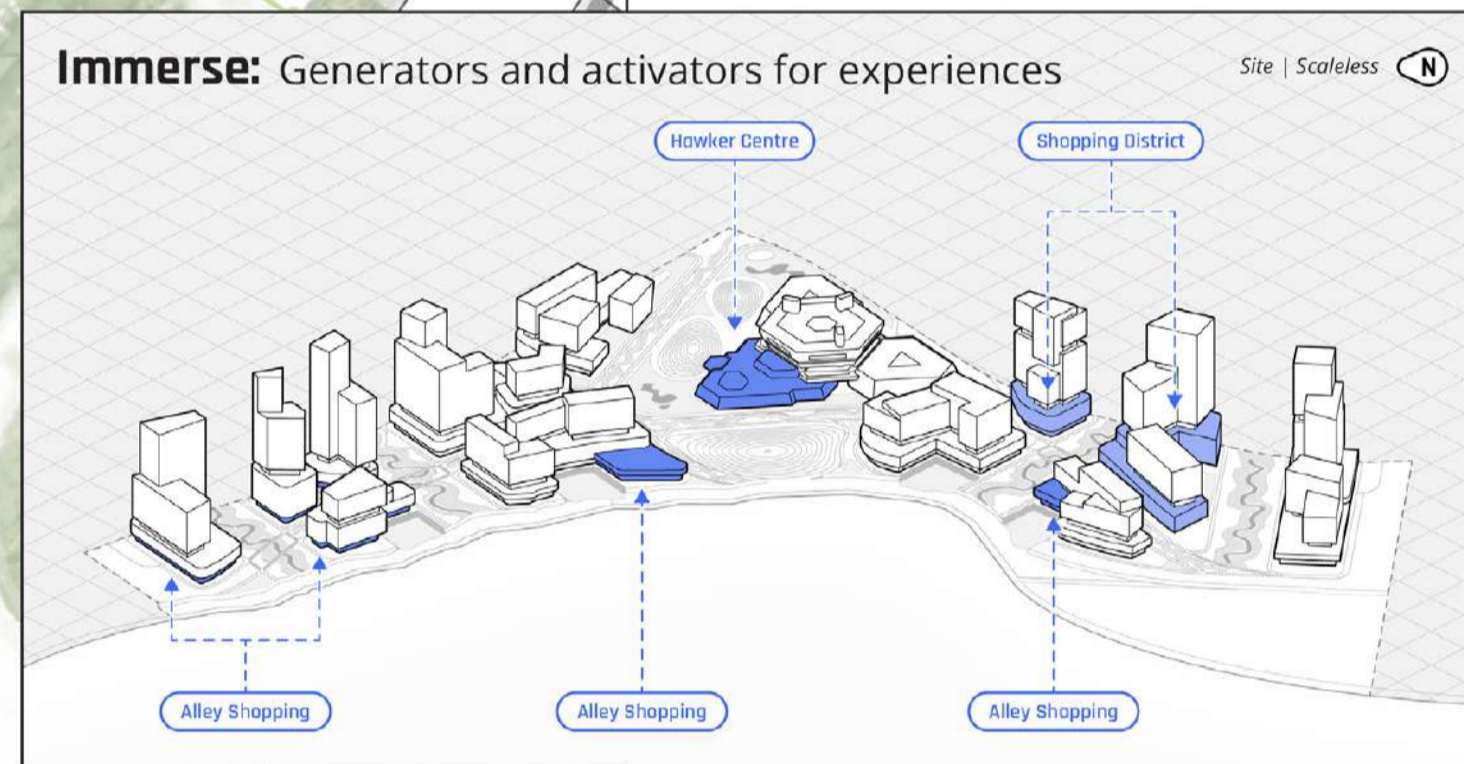 Immerse: Generators and activators for experiences
Site | Scaleless
N
Hawker Centre
Shopping District
Alley Shopping
Alley Shopping
Alley Shopping